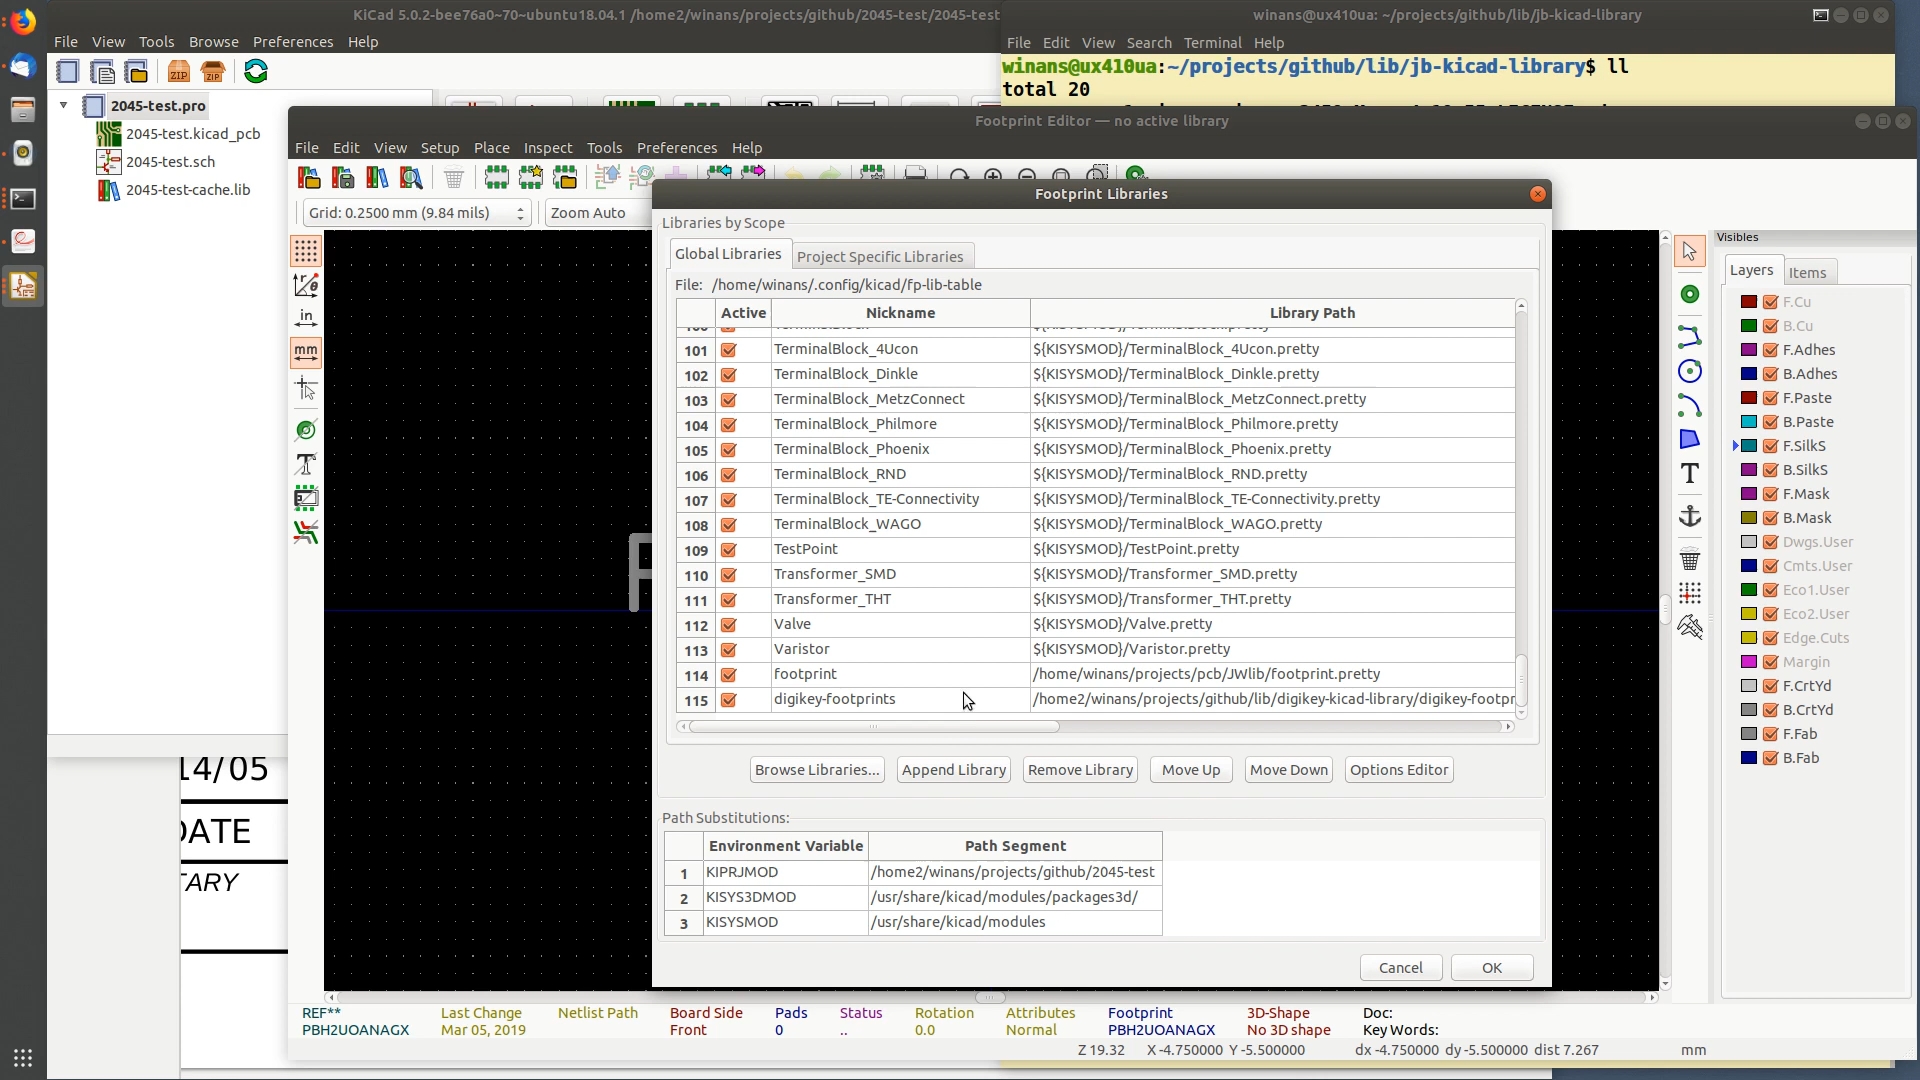 KiCad 5.0.2-bee76a0~70~ubuntu18.04.1 /home2/winans/projects/github/2045-test/2045-test
File View Tools Browse Preferences Help
ZIP ZIP
2045-test.pro
2045-test.kicad_pcb
2045-test.sch
2045-test-cache.lib
winans@ux410ua: ~/projects/github/lib/jb-kicad-library
File Edit View Search Terminal Help
winans@ux410ua:~/projects/github/lib/jb-kicad-library$ ll
total 20
Footprint Editor — no active library
File Edit View Setup Place Inspect Tools Preferences Help
Grid: 0.2500 mm (9.84 mils)
Zoom Auto
in
mm
Footprint Libraries
Libraries by Scope
Global Libraries
Project Specific Libraries
File: /home/winans/.config/kicad/fp-lib-table
Active Nickname Library Path
101 TerminalBlock_4Ucon ${KISYSMOD}/TerminalBlock_4Ucon.pretty
102 TerminalBlock_Dinkle ${KISYSMOD}/TerminalBlock_Dinkle.pretty
103 TerminalBlock_MetzConnect ${KISYSMOD}/TerminalBlock_MetzConnect.pretty
104 TerminalBlock_Philmore ${KISYSMOD}/TerminalBlock_Philmore.pretty
105 TerminalBlock_Phoenix ${KISYSMOD}/TerminalBlock_Phoenix.pretty
106 TerminalBlock_RND ${KISYSMOD}/TerminalBlock_RND.pretty
107 TerminalBlock_TE-Connectivity ${KISYSMOD}/TerminalBlock_TE-Connectivity.pretty
108 TerminalBlock_WAGO ${KISYSMOD}/TerminalBlock_WAGO.pretty
109 TestPoint ${KISYSMOD}/TestPoint.pretty
110 Transformer_SMD ${KISYSMOD}/Transformer_SMD.pretty
111 Transformer_THT ${KISYSMOD}/Transformer_THT.pretty
112 Valve ${KISYSMOD}/Valve.pretty
113 Varistor ${KISYSMOD}/Varistor.pretty
114 footprint /home/winans/projects/pcb/JWlib/footprint.pretty
115 digikey-footprints /home2/winans/projects/github/lib/digikey-kicad-library/digikey-footpr
Browse Libraries... Append Library Remove Library Move Up Move Down Options Editor
Path Substitutions:
Environment Variable Path Segment
1 KIPRJMOD /home2/winans/projects/github/2045-test
2 KISYS3DMOD /usr/share/kicad/modules/packages3d/
3 KISYSMOD /usr/share/kicad/modules
Cancel OK
Visibles
Layers Items
F.Cu
B.Cu
F.Adhes
B.Adhes
F.Paste
B.Paste
F.SilkS
B.SilkS
F.Mask
B.Mask
Dwgs.User
Cmts.User
Eco1.User
Eco2.User
Edge.Cuts
Margin
F.CrtYd
B.CrtYd
F.Fab
B.Fab
14/05
DATE
TARY
REF** Last Change Netlist Path Board Side Pads Status Rotation Attributes Footprint 3D-Shape Doc:
PBH2UOANAGX Mar 05, 2019 Front 0 .. 0.0 Normal PBH2UOANAGX No 3D shape Key Words:
Z 19.32 X -4.750000 Y -5.500000 dx -4.750000 dy -5.500000 dist 7.267 mm